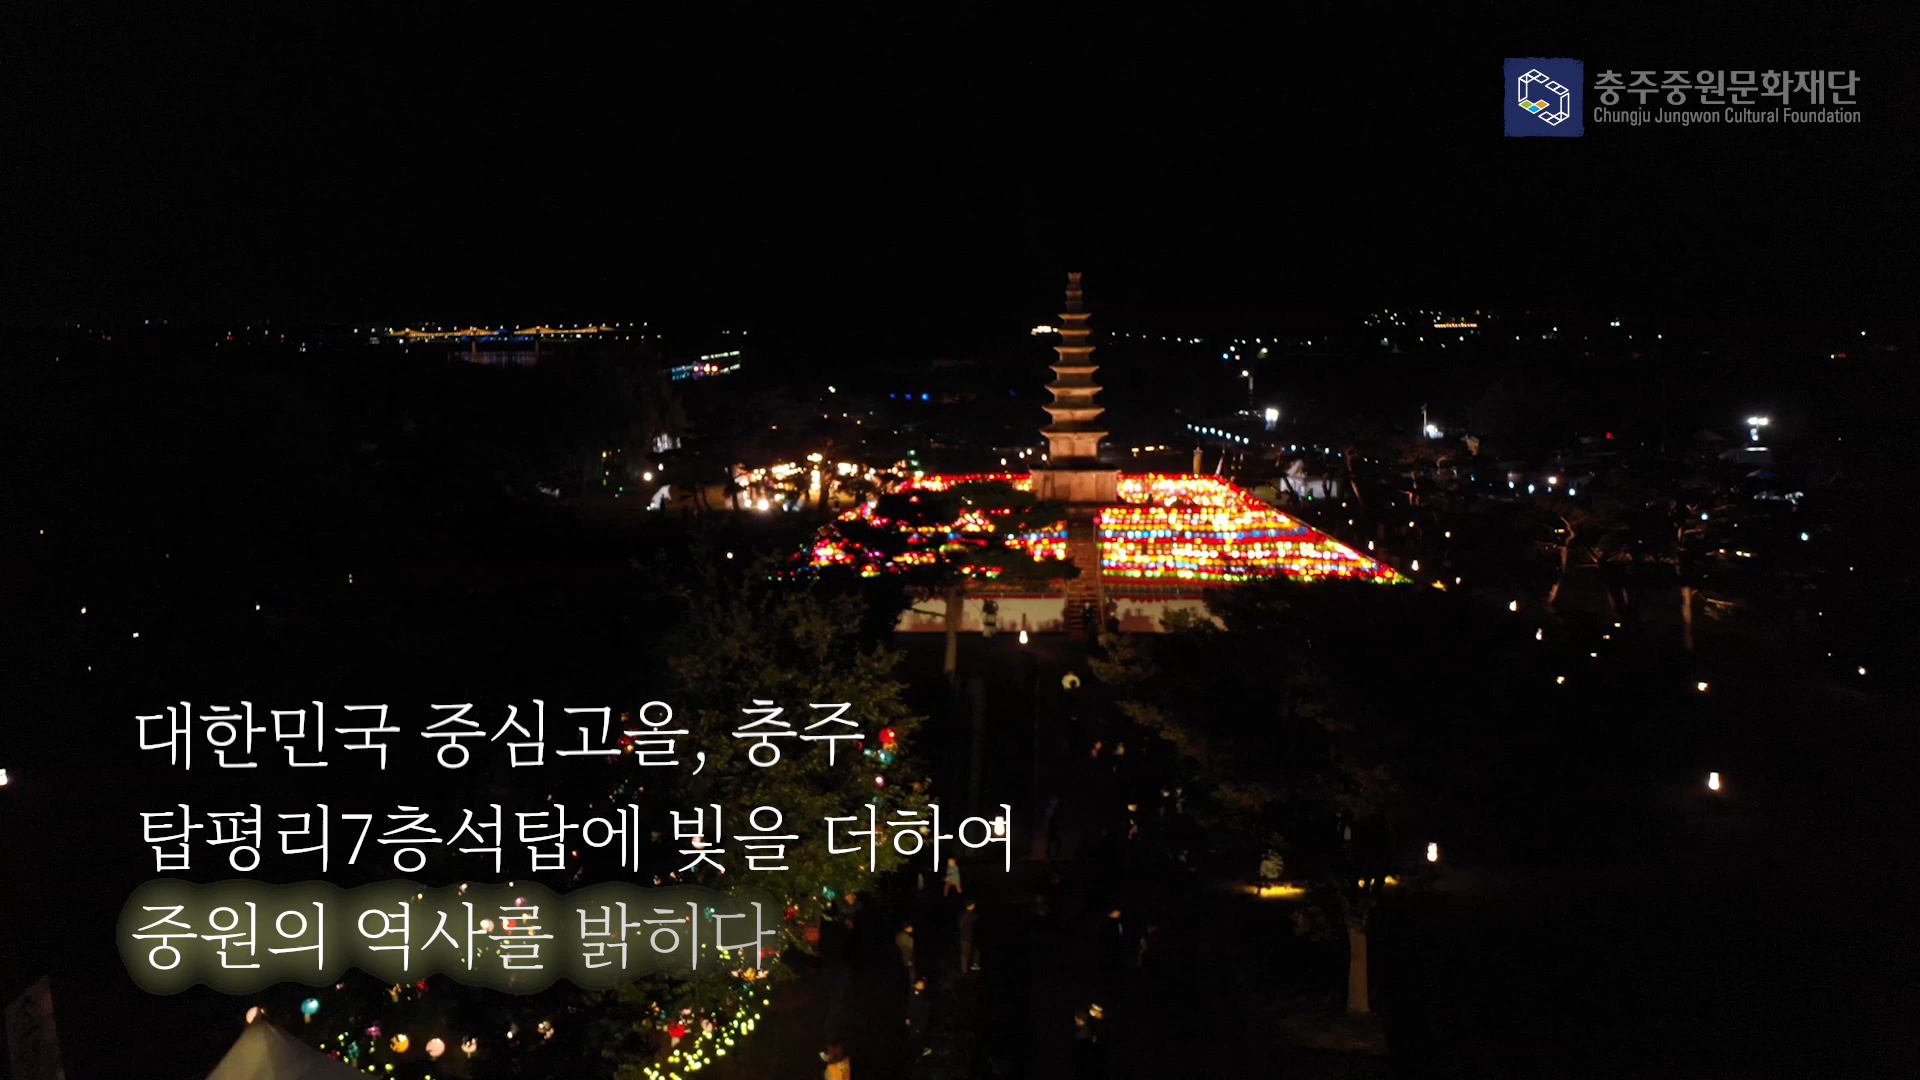 충주중원문화재단
Chungju Jungwon Cultural Foundation
대한민국 중심고을, 충주
탑평리7층석탑에 빛을 더하여
중원의 역사를 밝히다